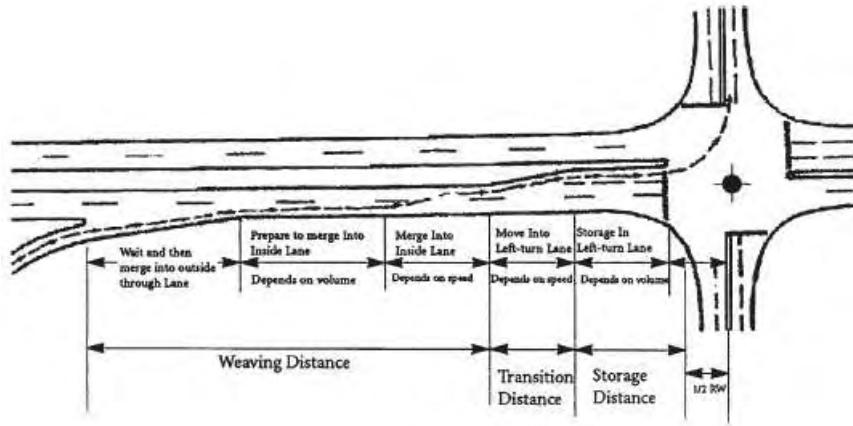 Wait and then
merge into outside
through Lane
Prepare to merge Into
Inside Lane
Depends on volume
Merge Into
Inside Lane
Depends on speed
Move Into
Left-turn Lane
Depends on speed
Storage In
Left-turn Lane
Depends on volume
Weaving Distance
Transition
Distance
Storage
Distance
1/2 RW